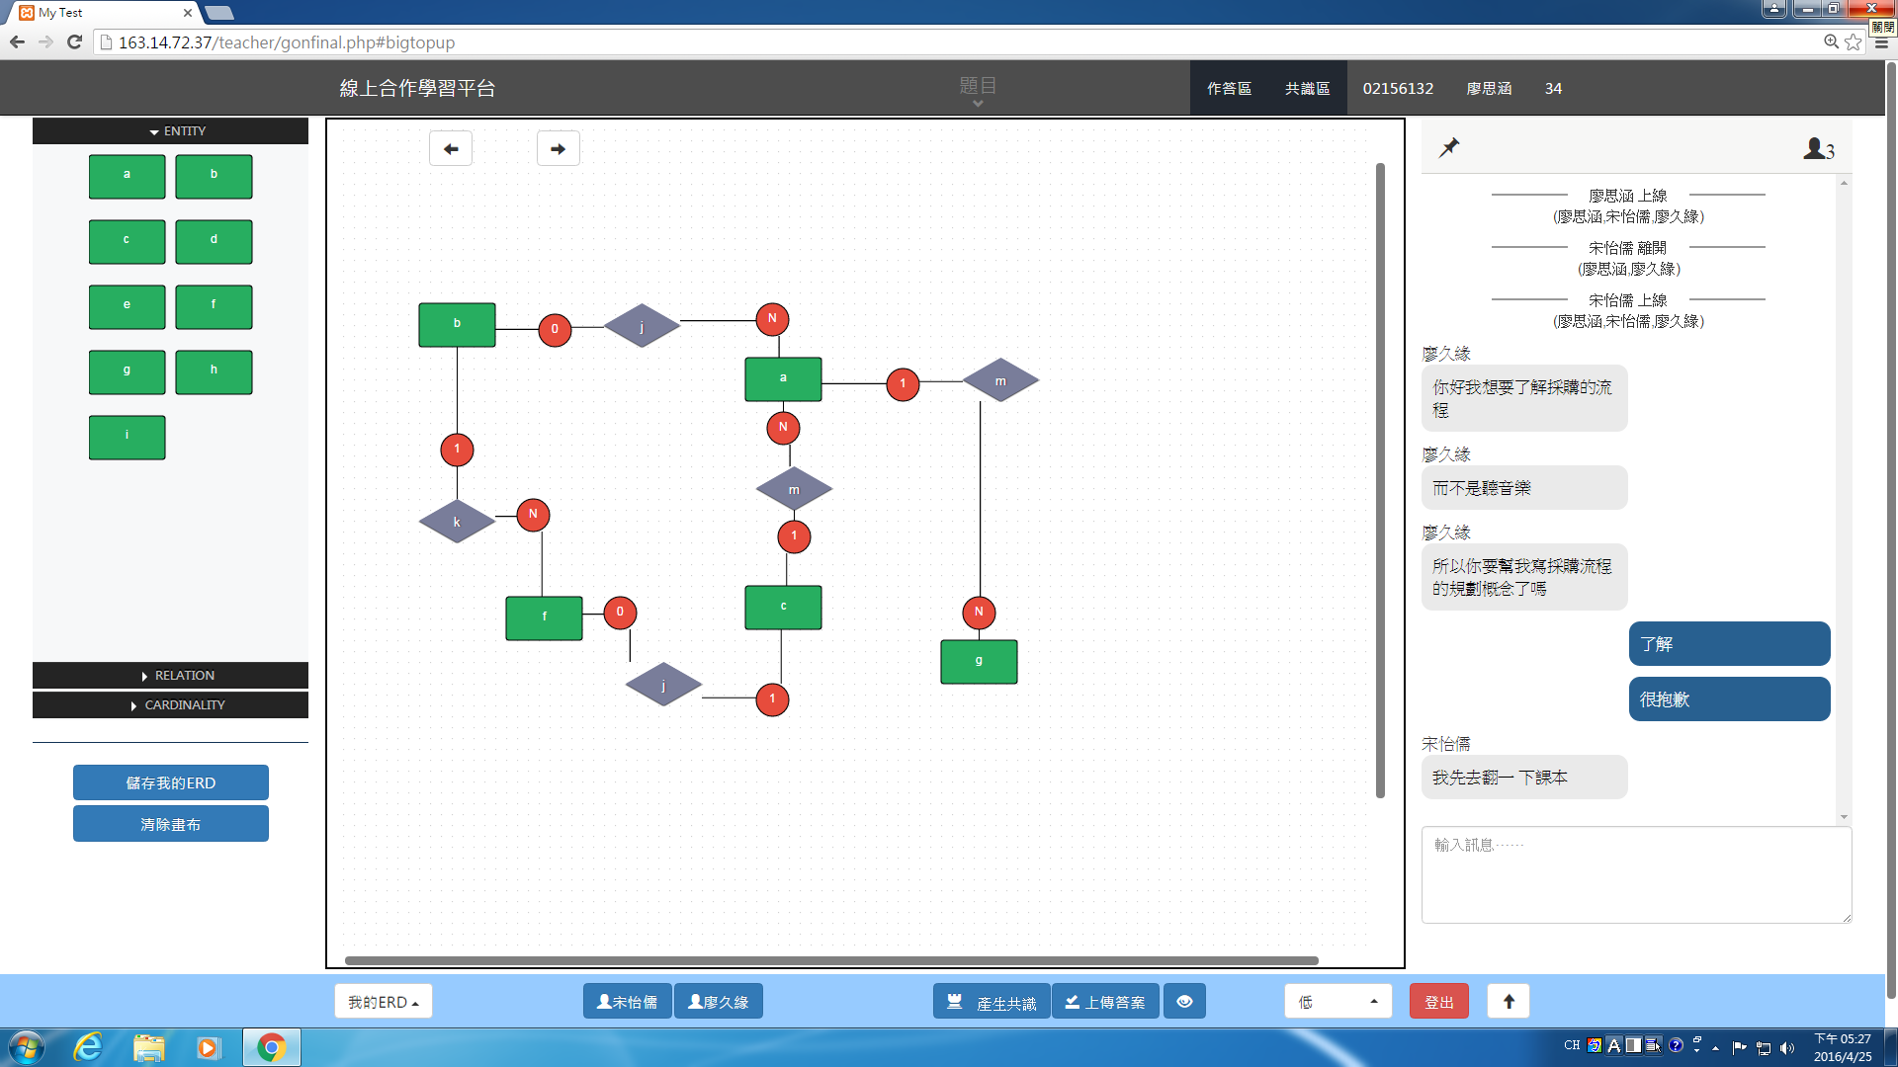 My Test
關閉
163.14.72.37/teacher/gonfinal.php#bigtopup
線上合作學習平台
題目
作答區
共識區
02156132
廖思涵
34
ENTITY
a
b
c
d
e
f
g
h
i
RELATION
CARDINALITY
儲存我的ERD
清除畫布
b
0
j
N
a
1
m
N
1
m
k
N
1
f
0
c
N
g
j
1
3
廖思涵 上線
(廖思涵,宋怡儒,廖久緣)
宋怡儒 離開
(廖思涵,廖久緣)
宋怡儒 上線
(廖思涵,宋怡儒,廖久緣)
廖久緣
你好我想要了解採購的流
程
廖久緣
而不是聽音樂
廖久緣
所以你要幫我寫採購流程
的規劃概念了嗎
了解
很抱歉
宋怡儒
我先去翻一下課本
輸入訊息······
我的ERD
宋怡儒
廖久緣
產生共識
上傳答案
低
登出
CH
A
下午 05:27
2016/4/25